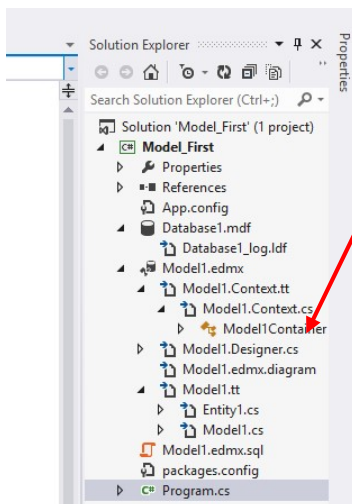 Solution Explorer
Properties
Search Solution Explorer (Ctrl+;)
Solution 'Model_First' (1 project)
C# Model_First
Properties
References
App.config
Database1.mdf
Database1_log.ldf
Model1.edmx
Model1.Context.tt
Model1.Context.cs
Model1Container
Model1.Designer.cs
Model1.edmx.diagram
Model1.tt
Entity1.cs
Model1.cs
Model1.edmx.sql
packages.config
C# Program.cs